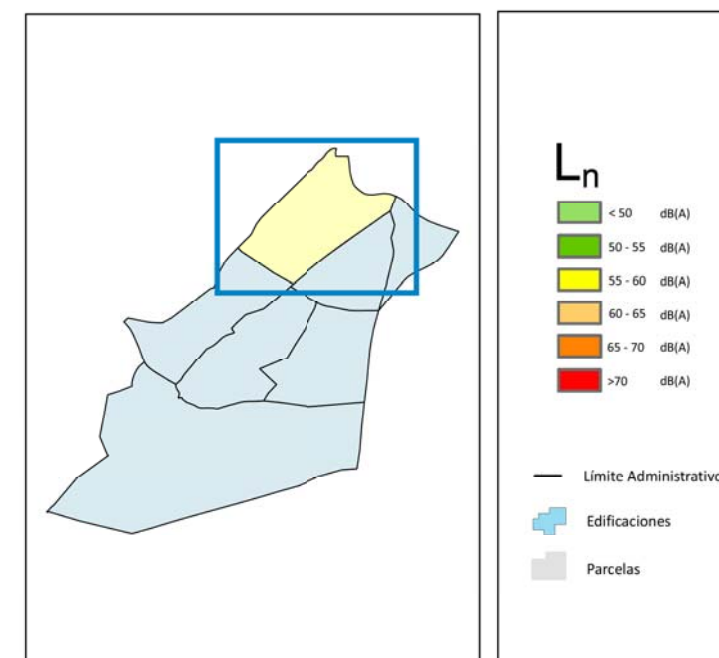 Ln
< 50 dB(A)
50 - 55 dB(A)
55 - 60 dB(A)
60 - 65 dB(A)
65 - 70 dB(A)
>70 dB(A)
Límite Administrativo
Edificaciones
Parcelas